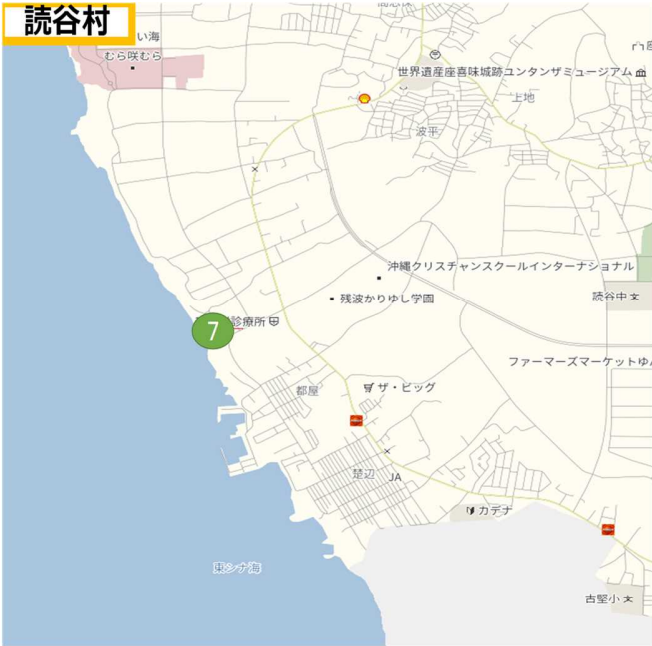 読谷村
い海
むら咲むら
世界遺産座喜味城跡ユンタンザミュージアム
上地
波平
沖縄クリスチャンスクールインターナショナル
残波かりゆし学園
読谷中
7
診療所
ファーマーズマーケットゆ
都屋
ザ・ビッグ
楚辺
JA
カデナ
東シナ海
古堅小